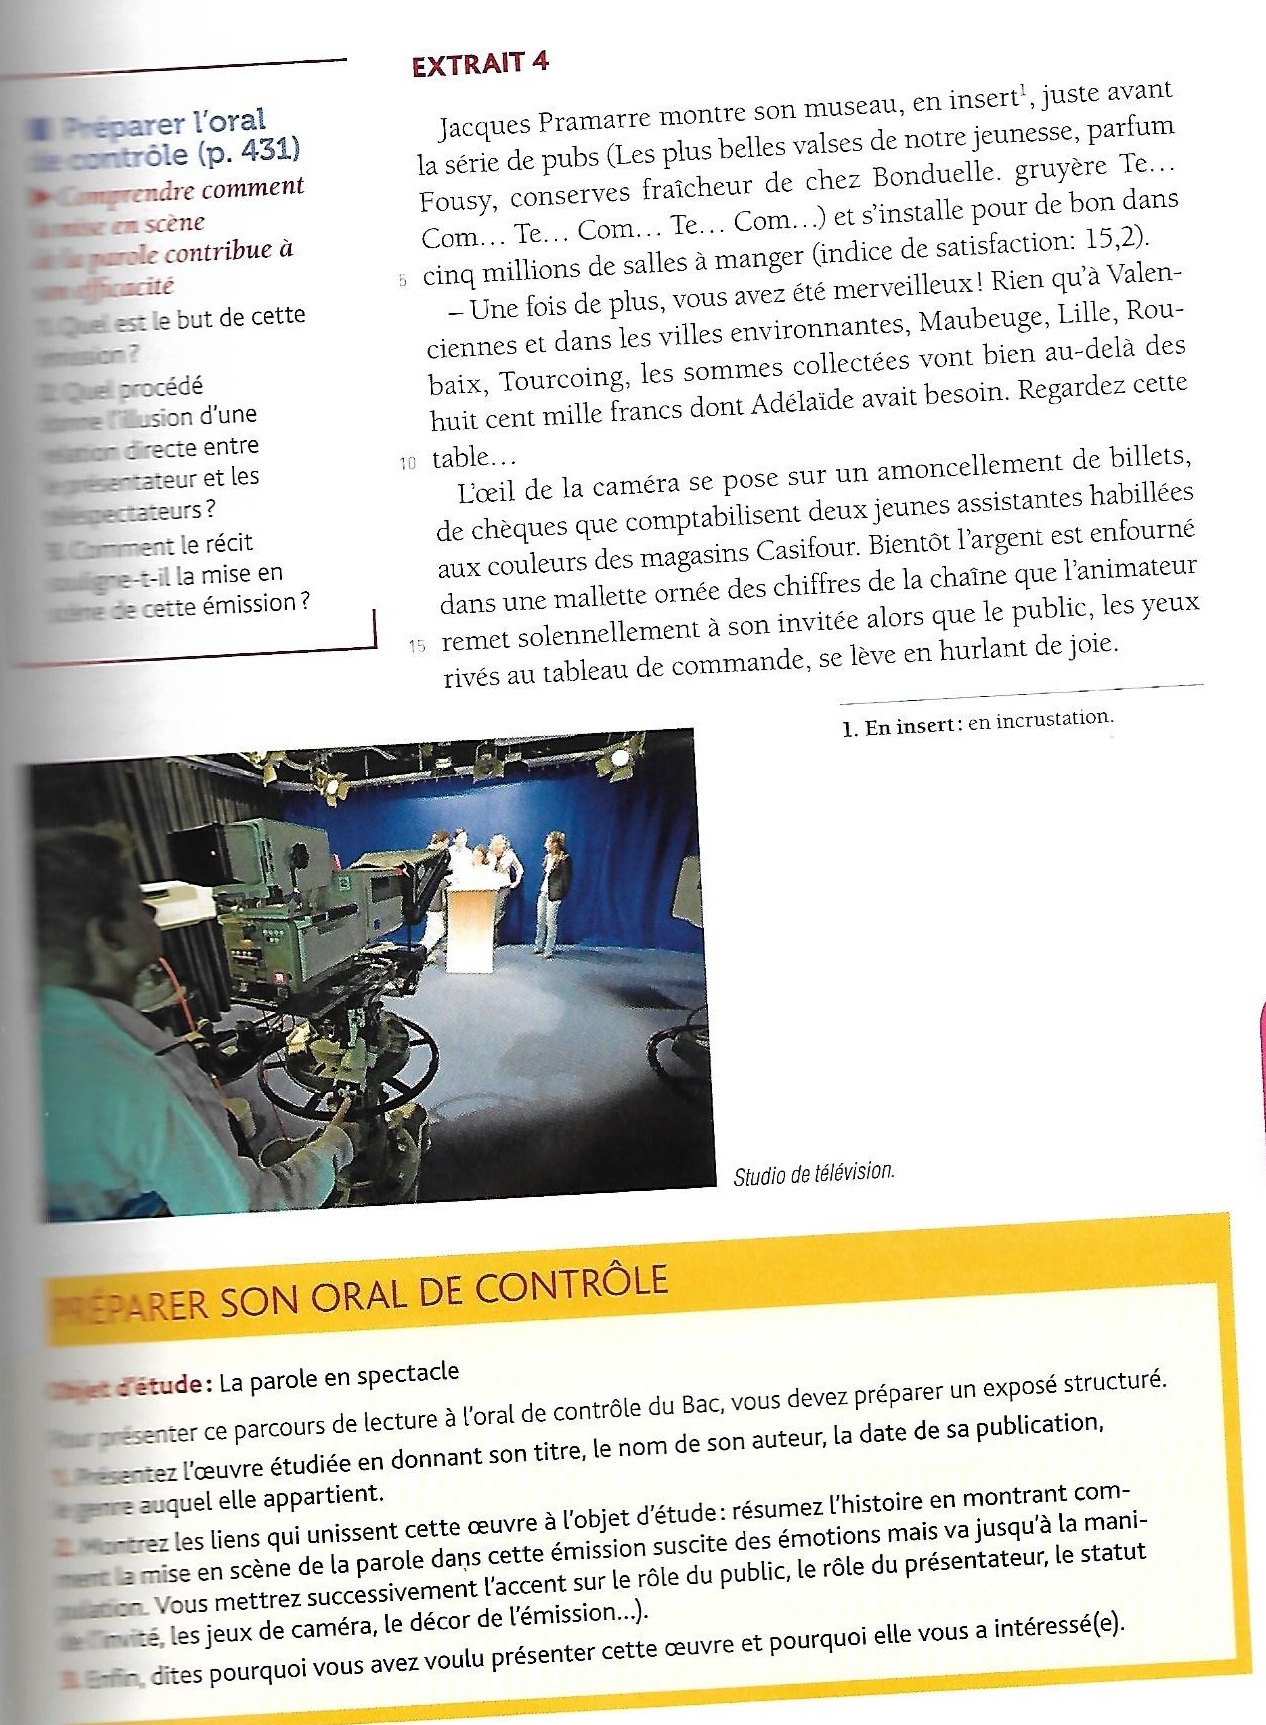 EXTRAIT 4
Préparer l'oral
de contrôle (p. 431)
Comprendre comment
la mise en scène
de la parole contribue à
son efficacité
1. Quel est le but de cette
émission ?
2. Quel procédé
donne l'illusion d'une
relation directe entre
le présentateur et les
téléspectateurs ?
3. Comment le récit
souligne-t-il la mise en
scène de cette émission ?
Jacques Pramarre montre son museau, en insert¹, juste avant
la série de pubs (Les plus belles valses de notre jeunesse, parfum
Fousy, conserves fraîcheur de chez Bonduelle. gruyère Te…
Com… Te… Com… Te… Com…) et s'installe pour de bon dans
5 cinq millions de salles à manger (indice de satisfaction: 15,2).
– Une fois de plus, vous avez été merveilleux! Rien qu'à Valen-
ciennes et dans les villes environnantes, Maubeuge, Lille, Rou-
baix, Tourcoing, les sommes collectées vont bien au-delà des
huit cent mille francs dont Adélaïde avait besoin. Regardez cette
10 table…
L'œil de la caméra se pose sur un amoncellement de billets,
de chèques que comptabilisent deux jeunes assistantes habillées
aux couleurs des magasins Casifour. Bientôt l'argent est enfourné
dans une mallette ornée des chiffres de la chaîne que l'animateur
15 remet solennellement à son invitée alors que le public, les yeux
rivés au tableau de commande, se lève en hurlant de joie.
1. En insert: en incrustation.
Studio de télévision.
PRÉPARER SON ORAL DE CONTRÔLE
Objet d'étude: La parole en spectacle
Pour présenter ce parcours de lecture à l'oral de contrôle du Bac, vous devez préparer un exposé structuré.
1. Présentez l'œuvre étudiée en donnant son titre, le nom de son auteur, la date de sa publication,
le genre auquel elle appartient.
2. Montrez les liens qui unissent cette œuvre à l'objet d'étude: résumez l'histoire en montrant com-
ment la mise en scène de la parole dans cette émission suscite des émotions mais va jusqu'à la mani-
pulation. Vous mettrez successivement l'accent sur le rôle du public, le rôle du présentateur, le statut
de l'invité, les jeux de caméra, le décor de l'émission…).
3. Enfin, dites pourquoi vous avez voulu présenter cette œuvre et pourquoi elle vous a intéressé(e).